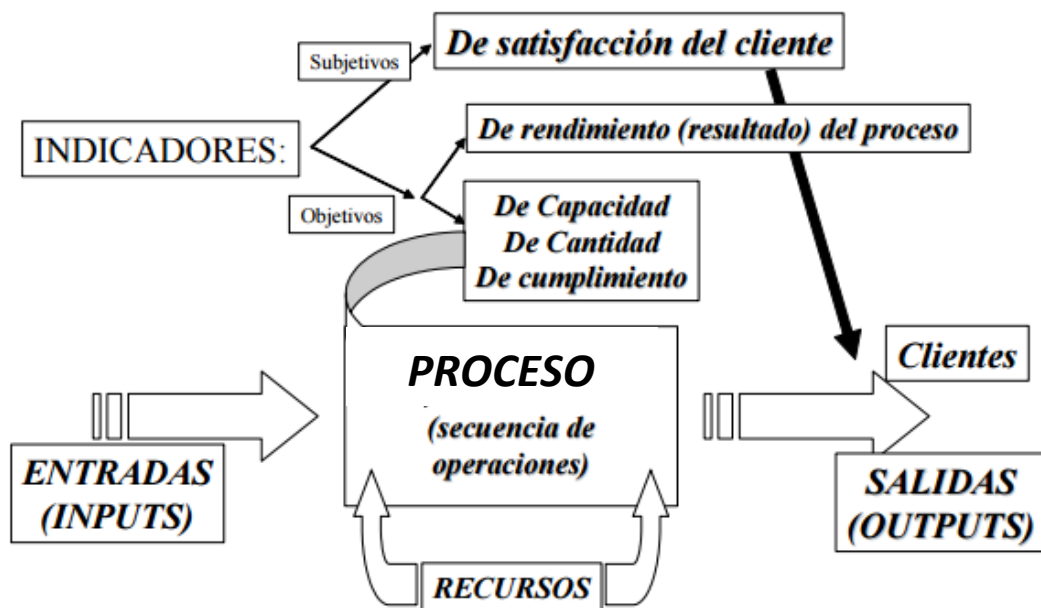 De satisfacción del cliente
Subjetivos
De rendimiento (resultado) del proceso
INDICADORES:
Objetivos
De Capacidad
De Cantidad
De cumplimiento
PROCESO
(secuencia de
operaciones)
Clientes
ENTRADAS
(INPUTS)
SALIDAS
(OUTPUTS)
RECURSOS